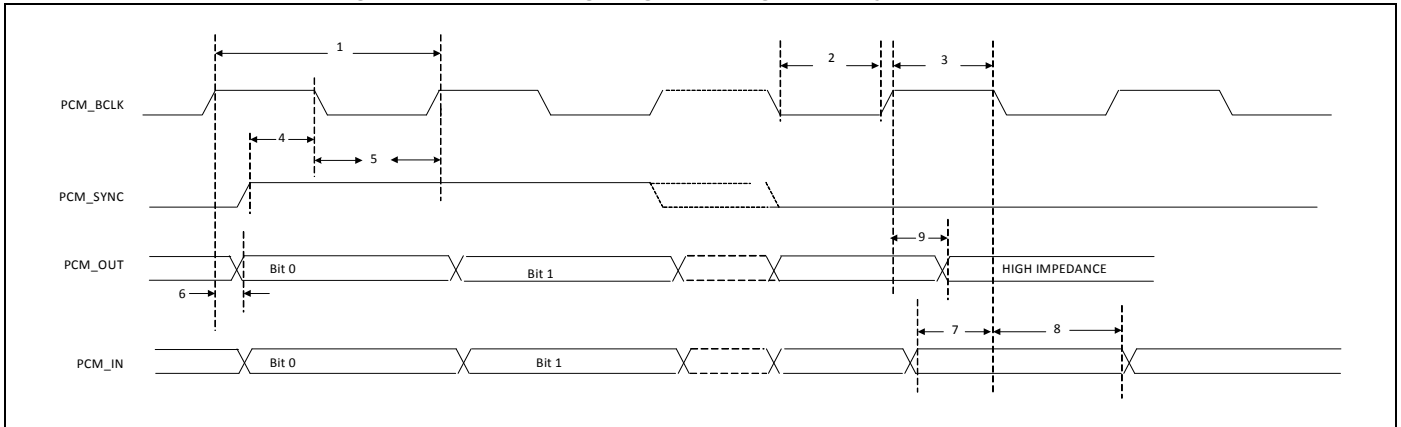 1
2
3
PCM_BCLK
4
5
PCM_SYNC
9
PCM_OUT
Bit 0
Bit 1
HIGH IMPEDANCE
6
7
8
PCM_IN
Bit 0
Bit 1